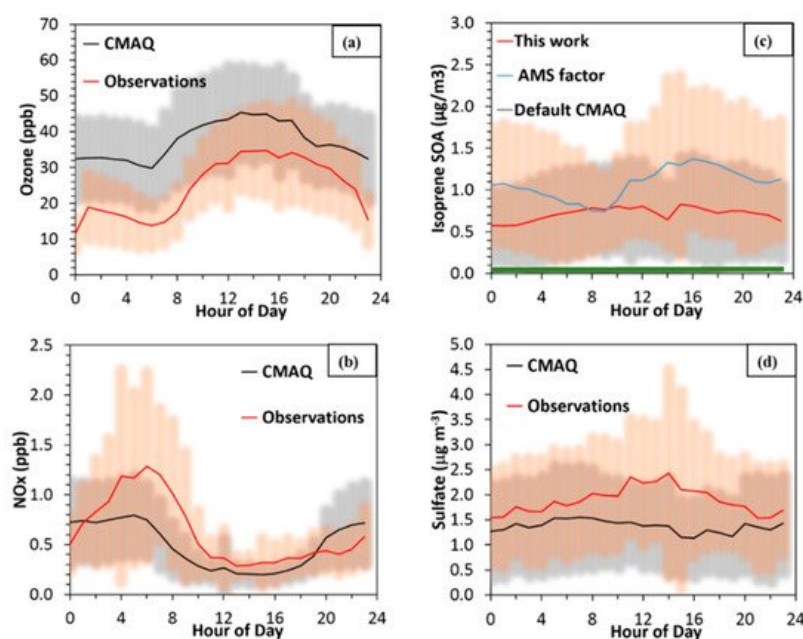 (a)
CMAQ
Observations
Ozone (ppb)
70
60
50
40
30
20
10
0
0 4 8 12 16 20 24
Hour of Day
(c)
This work
AMS factor
Default CMAQ
Isoprene SOA (µg/m3)
3.0
2.5
2.0
1.5
1.0
0.5
0.0
0 4 8 12 16 20 24
Hour of Day
(b)
CMAQ
Observations
NOx (ppb)
2.5
2.0
1.5
1.0
0.5
0.0
0 4 8 12 16 20 24
Hour of Day
(d)
CMAQ
Observations
Sulfate (µg m⁻³)
5.0
4.5
4.0
3.5
3.0
2.5
2.0
1.5
1.0
0.5
0.0
0 4 8 12 16 20 24
Hour of Day